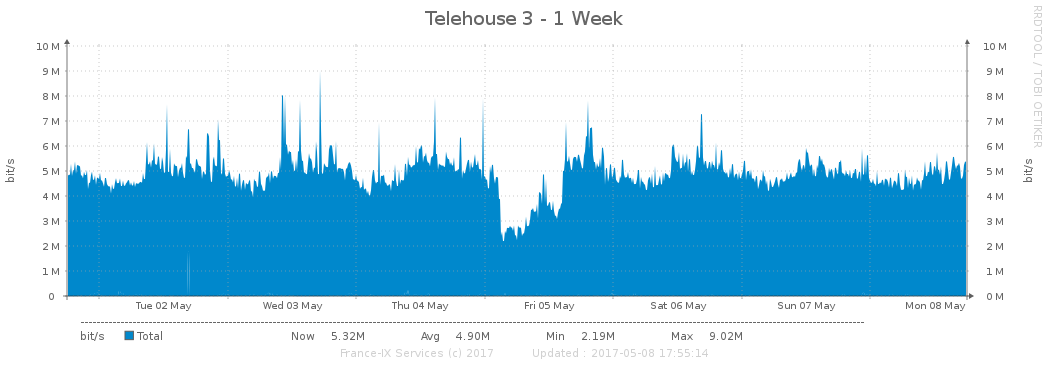 Telehouse 3 - 1 Week
RRDTOOL / TOBI OETIKER
bit/s
10 M 10 M
9 M 9 M
8 M 8 M
7 M 7 M
6 M 6 M
5 M 5 M
4 M 4 M
3 M 3 M
2 M 2 M
1 M 1 M
0 0 M
bit/s
Tue 02 May Wed 03 May Thu 04 May Fri 05 May Sat 06 May Sun 07 May Mon 08 May
bit/s Total Now 5.32M Avg 4.90M Min 2.19M Max 9.02M
France-IX Services (c) 2017 Updated : 2017-05-08 17:55:14